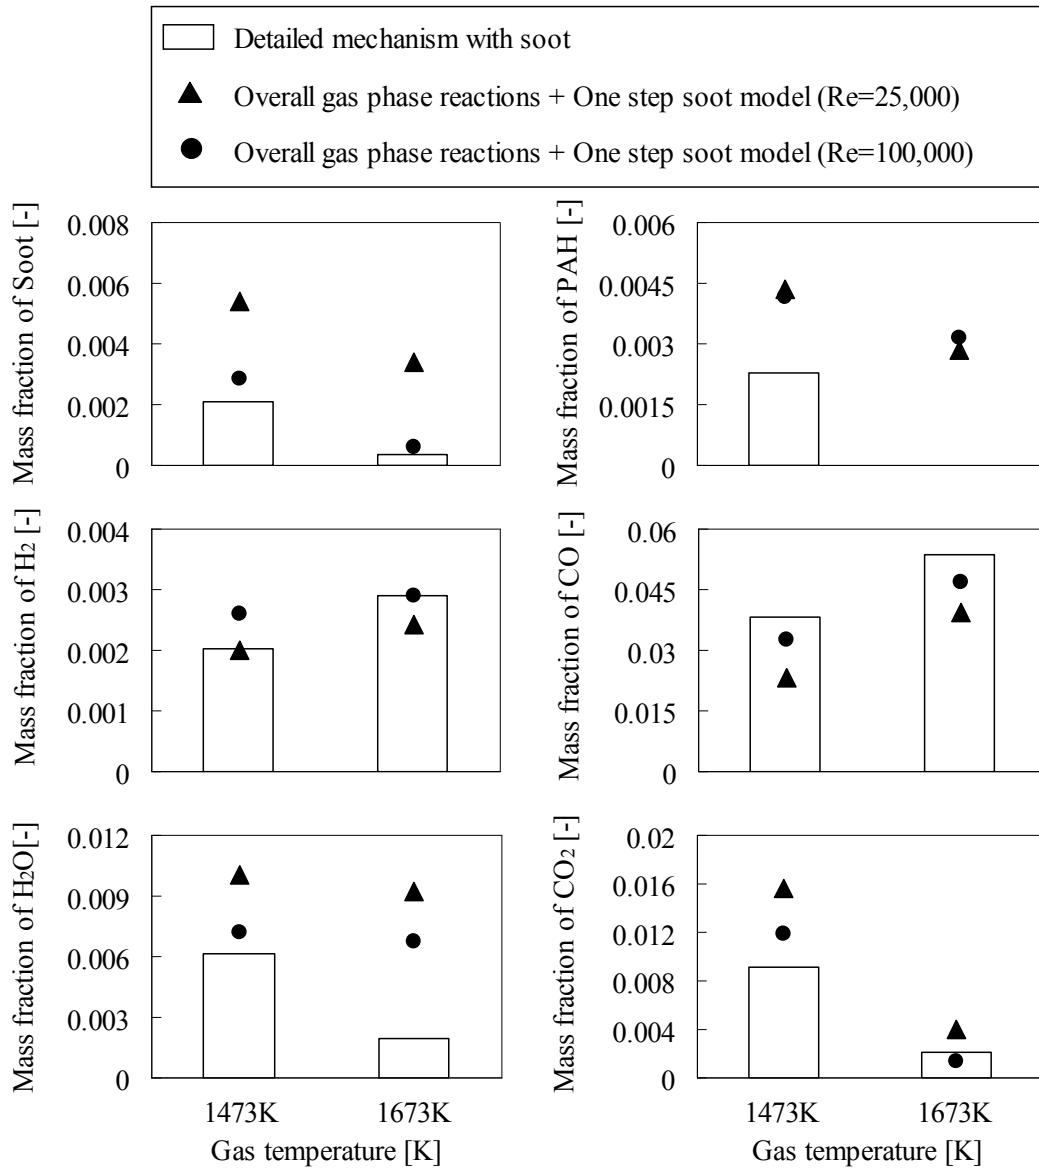 Detailed mechanism with soot
Overall gas phase reactions + One step soot model (Re=25,000)
Overall gas phase reactions + One step soot model (Re=100,000)
Mass fraction of Soot [-]
0.008
0.006
0.004
0.002
0
Mass fraction of PAH [-]
0.006
0.0045
0.003
0.0015
0
Mass fraction of H2 [-]
0.004
0.003
0.002
0.001
0
Mass fraction of CO [-]
0.06
0.045
0.03
0.015
0
Mass fraction of H2O[-]
0.012
0.009
0.006
0.003
0
1473K 1673K
Gas temperature [K]
Mass fraction of CO2 [-]
0.02
0.016
0.012
0.008
0.004
0
1473K 1673K
Gas temperature [K]